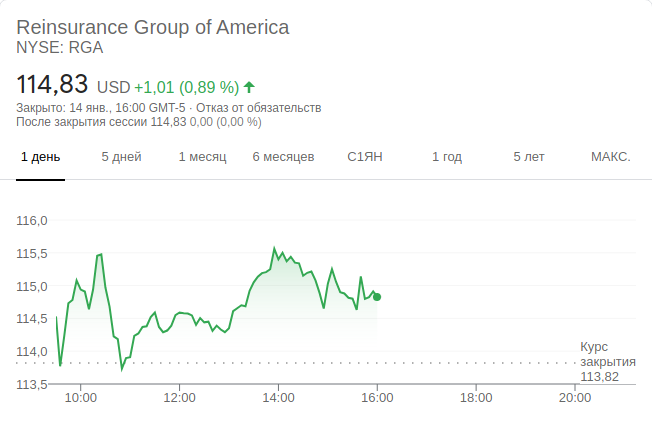 Reinsurance Group of America
NYSE: RGA
114,83 USD +1,01 (0,89 %)
Закрыто: 14 янв., 16:00 GMT-5 · Отказ от обязательств
После закрытия сессии 114,83 0,00 (0,00 %)
1 день 5 дней 1 месяц 6 месяцев С1ЯН 1 год 5 лет МАКС.
116,0
115,5
115,0
114,5
114,0
113,5
Курс
закрытия
113,82
10:00 12:00 14:00 16:00 18:00 20:00